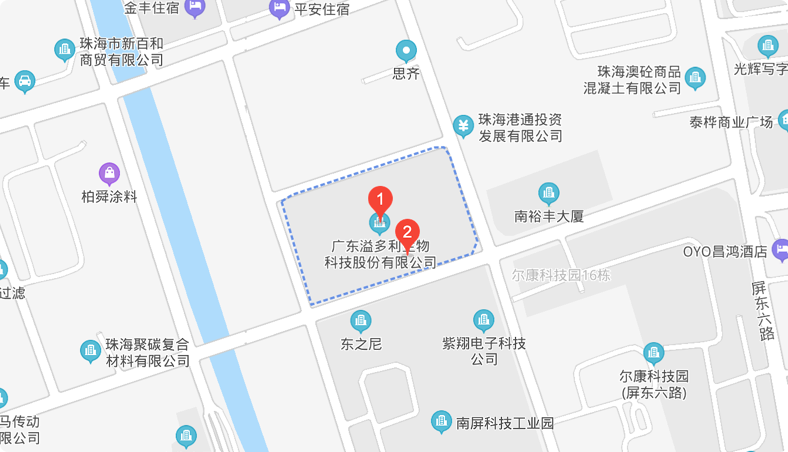 金丰住宿
平安住宿
珠海市新百和
商贸有限公司
车
思齐
珠海澳砼商品
混凝土有限公司
光辉写字
泰桦商业广场
珠海港通投资
发展有限公司
柏舜涂料
1
南裕丰大厦
2
广东溢多利生物
科技股份有限公司
OYO昌鸿酒店
尔康科技园16栋
过滤
屏东六路
珠海聚碳复合
材料有限公司
东之尼
紫翔电子科技
公司
尔康科技园
(屏东六路)
马传动
限公司
南屏科技工业园